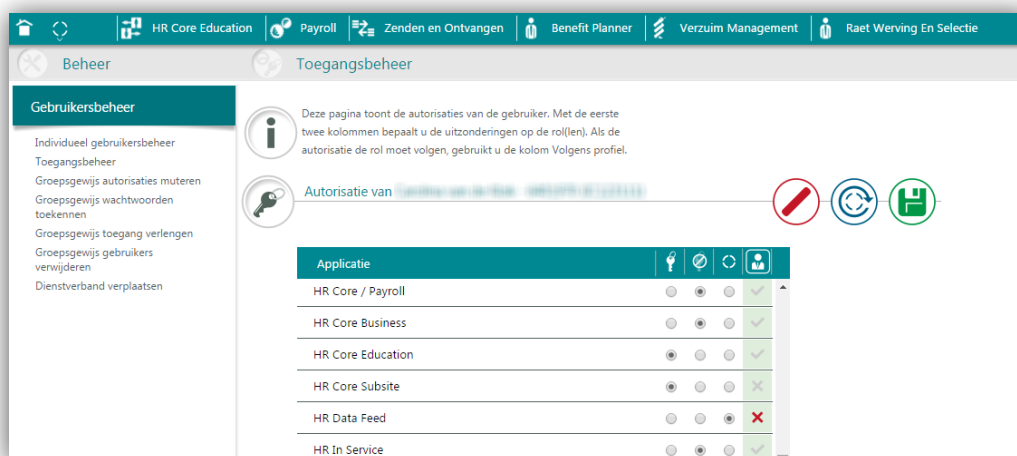 HR Core Education Payroll Zenden en Ontvangen Benefit Planner Verzuim Management Raet Werving En Selectie
Beheer Toegangsbeheer
Gebruikersbeheer
Individueel gebruikersbeheer
Toegangsbeheer
Groepsgewijs autorisaties muteren
Groepsgewijs wachtwoorden
toekennen
Groepsgewijs toegang verlengen
Groepsgewijs gebruikers
verwijderen
Dienstverband verplaatsen
Deze pagina toont de autorisaties van de gebruiker. Met de eerste
twee kolommen bepaalt u de uitzonderingen op de rol(len). Als de
autorisatie de rol moet volgen, gebruikt u de kolom Volgens profiel.
Autorisatie van
Applicatie
HR Core / Payroll
HR Core Business
HR Core Education
HR Core Subsite
HR Data Feed
HR In Service